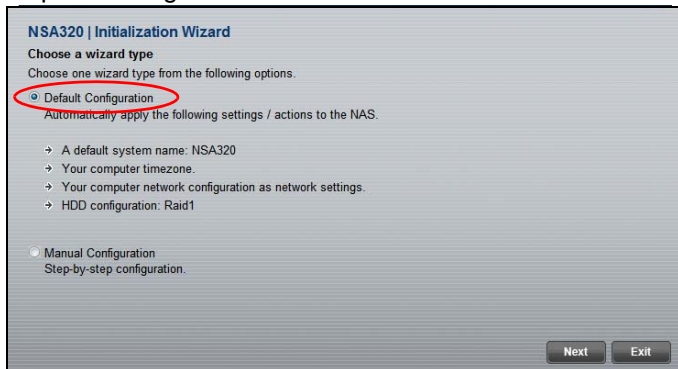 NSA320 | Initialization Wizard
Choose a wizard type
Choose one wizard type from the following options.
Default Configuration
Automatically apply the following settings / actions to the NAS.
A default system name: NSA320
Your computer timezone.
Your computer network configuration as network settings.
HDD configuration: Raid1
Manual Configuration
Step-by-step configuration.
Next Exit